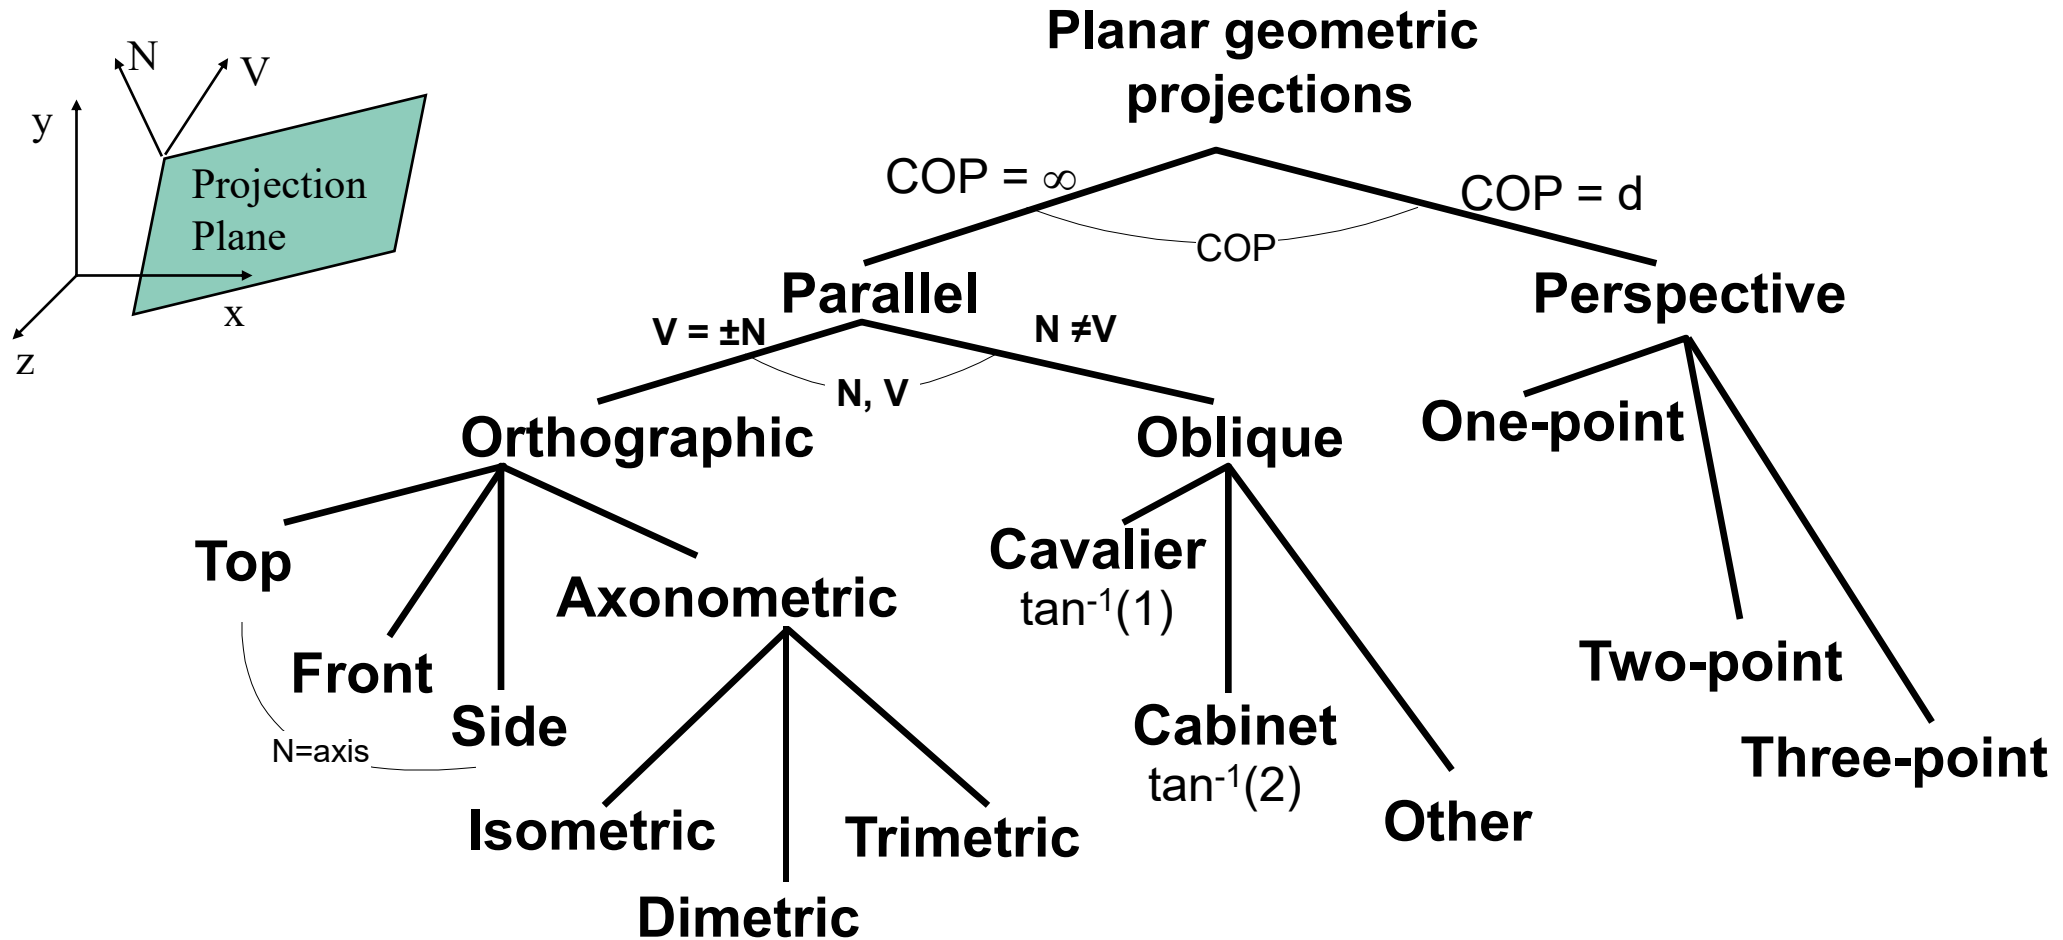 Planar geometric
projections
N
V
y
Projection
Plane
x
z
COP = ∞
COP = d
COP
Parallel
Perspective
V = ±N
N ≠V
N, V
Orthographic
Oblique
One-point
Top
Front
Side
N=axis
Axonometric
Cavalier
tan⁻¹(1)
Cabinet
tan⁻¹(2)
Other
Two-point
Three-point
Isometric
Dimetric
Trimetric